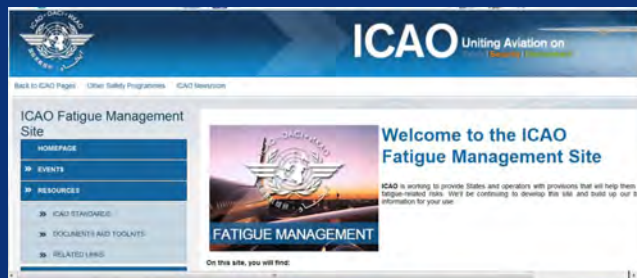 ICAO
Uniting Aviation on
Back to ICAO Pages Other Safety Programmes ICAO Newsroom
ICAO Fatigue Management
Site
HOMEPAGE
EVENTS
RESOURCES
ICAO STANDARDS
DOCUMENTS AND TOOLKITS
RELATED LINKS
FATIGUE MANAGEMENT
Welcome to the ICAO
Fatigue Management Site
ICAO is working to provide States and operators with provisions that will help them
fatigue-related risks. We'll be continuing to develop this site and build up our
information for your use
On this site, you will find: